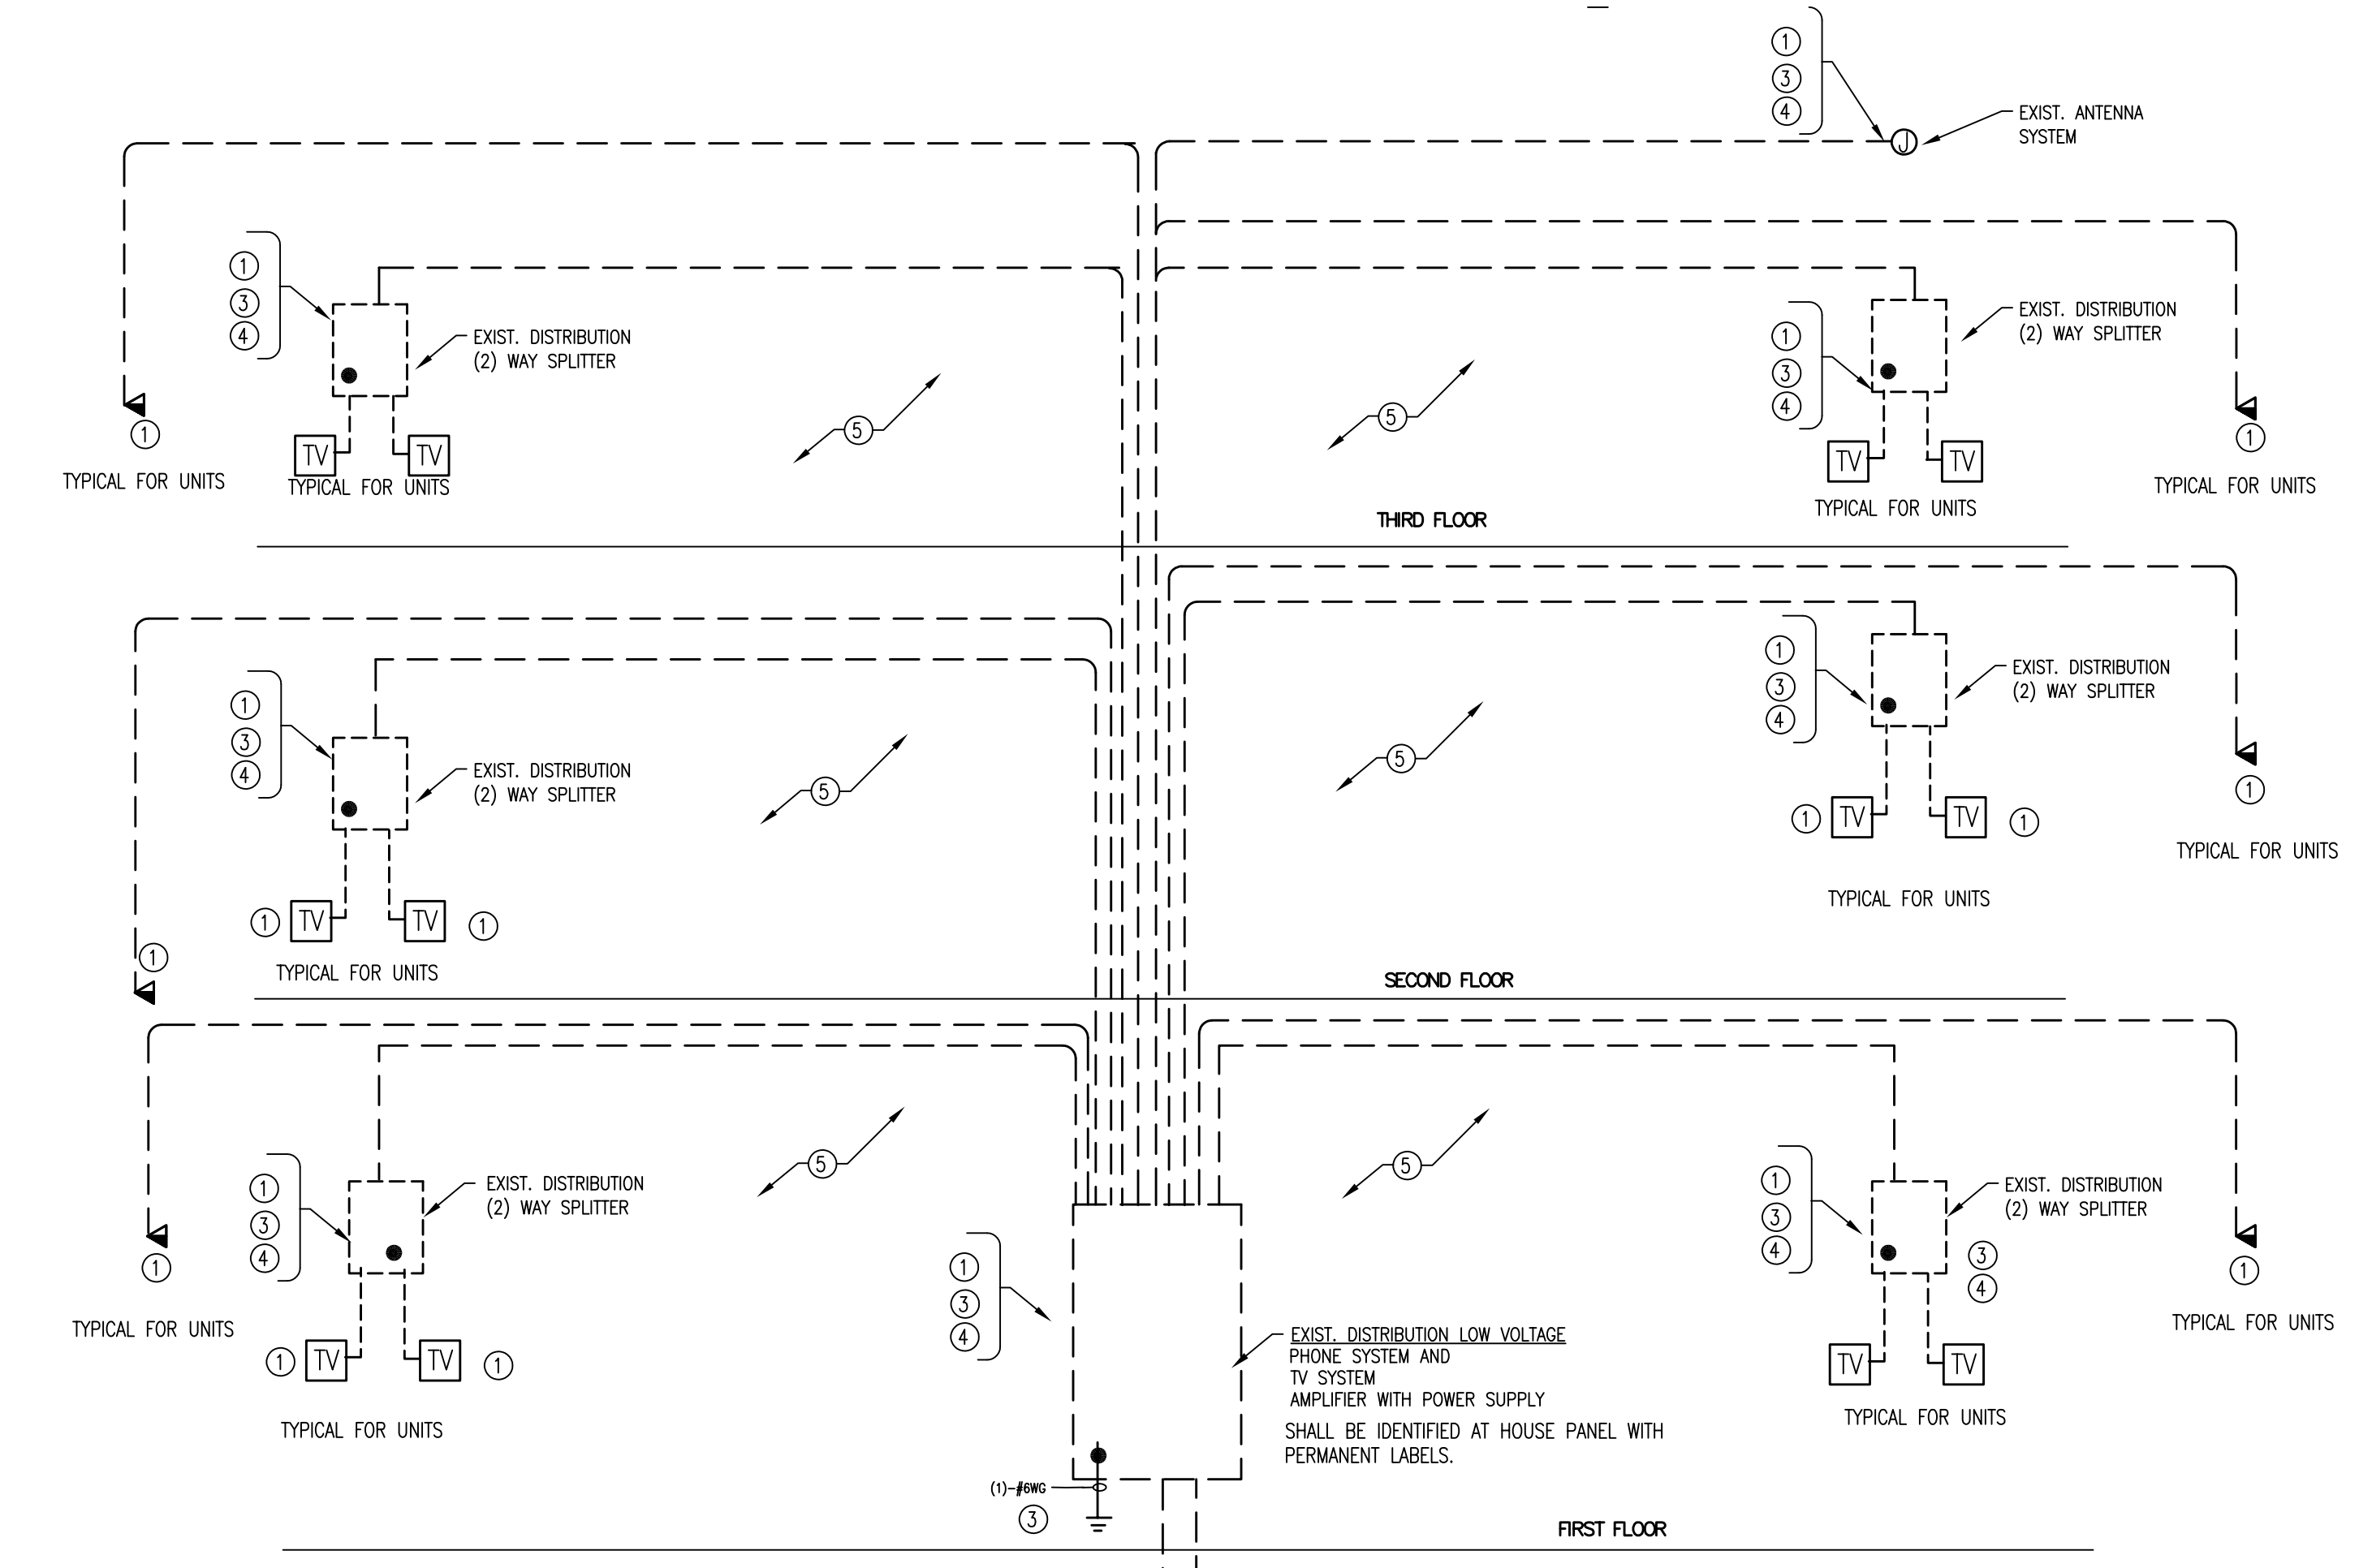 1
3
4
EXIST. ANTENNA
SYSTEM
J
1
3
4
EXIST. DISTRIBUTION
(2) WAY SPLITTER
5
1
TV
TV
TYPICAL FOR UNITS
TYPICAL FOR UNITS
1
3
4
EXIST. DISTRIBUTION
(2) WAY SPLITTER
5
1
TV
TV
TYPICAL FOR UNITS
TYPICAL FOR UNITS
THIRD FLOOR
1
3
4
EXIST. DISTRIBUTION
(2) WAY SPLITTER
5
1
TV
TV
1
1
TYPICAL FOR UNITS
1
3
4
EXIST. DISTRIBUTION
(2) WAY SPLITTER
5
1
1
TV
TV
1
TYPICAL FOR UNITS
TYPICAL FOR UNITS
SECOND FLOOR
1
3
4
EXIST. DISTRIBUTION
(2) WAY SPLITTER
5
1
TYPICAL FOR UNITS
1
TV
TV
1
TYPICAL FOR UNITS
5
1
3
4
EXIST. DISTRIBUTION
(2) WAY SPLITTER
3
4
1
TYPICAL FOR UNITS
TV
TV
TYPICAL FOR UNITS
1
3
4
EXIST. DISTRIBUTION LOW VOLTAGE
PHONE SYSTEM AND
TV SYSTEM
AMPLIFIER WITH POWER SUPPLY
SHALL BE IDENTIFIED AT HOUSE PANEL WITH
PERMANENT LABELS.
(1)-#6WG
3
FIRST FLOOR